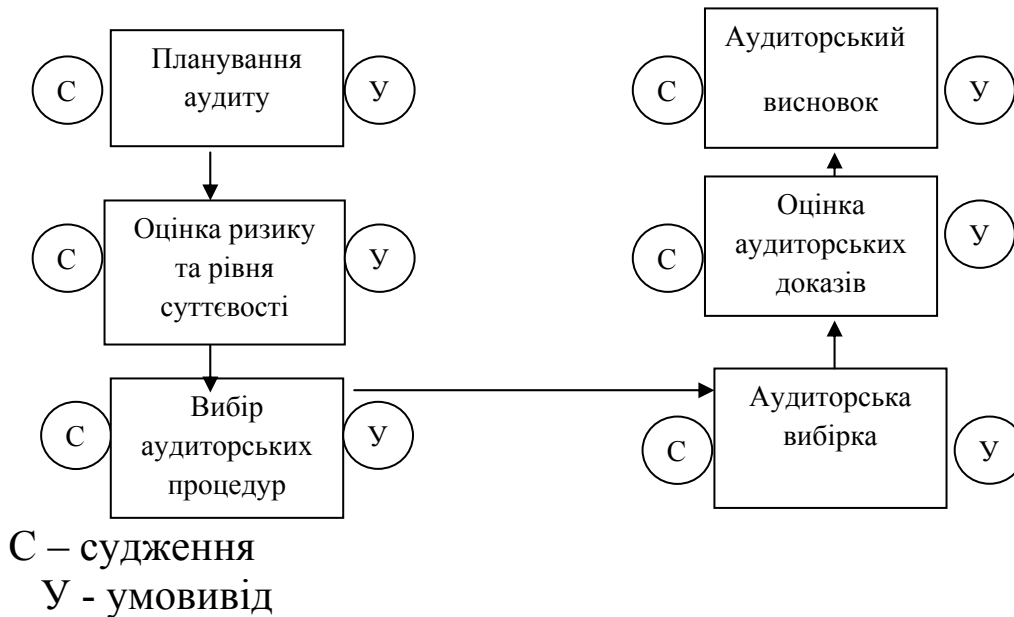 С
Планування
аудиту
У
С
Оцінка ризику
та рівня
суттєвості
У
С
Вибір
аудиторських
процедур
У
С
Аудиторський
висновок
У
С
Оцінка
аудиторських
доказів
У
С
Аудиторська
вибірка
У
С – судження
У - умовивід